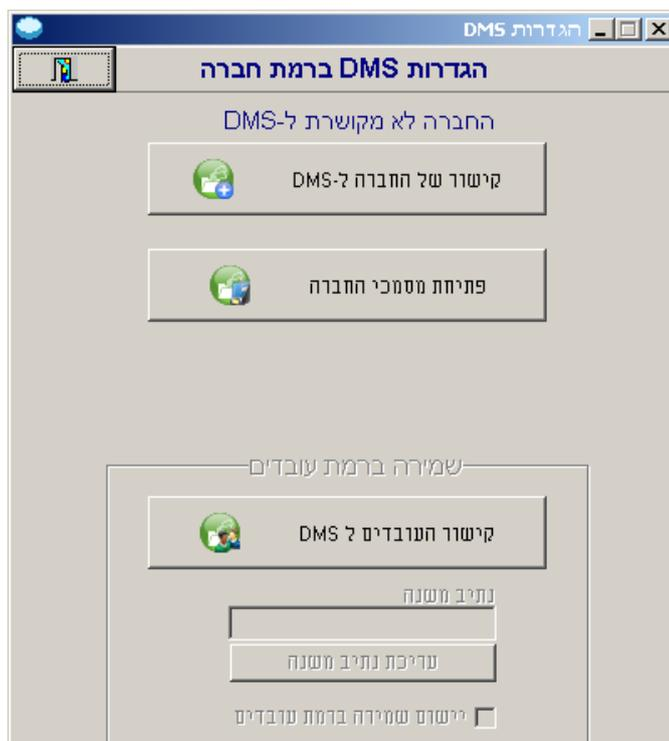 הגדרות DMS
הגדרות DMS ברמת חברה
החברה לא מקושרת ל-DMS
קישור של החברה ל-DMS
פתיחת מסמכי החברה
שמירה ברמת עובדים
קישור העובדים ל DMS
נתיב משנה
עריכת נתיב משנה
יישום שמירה ברמת עובדים